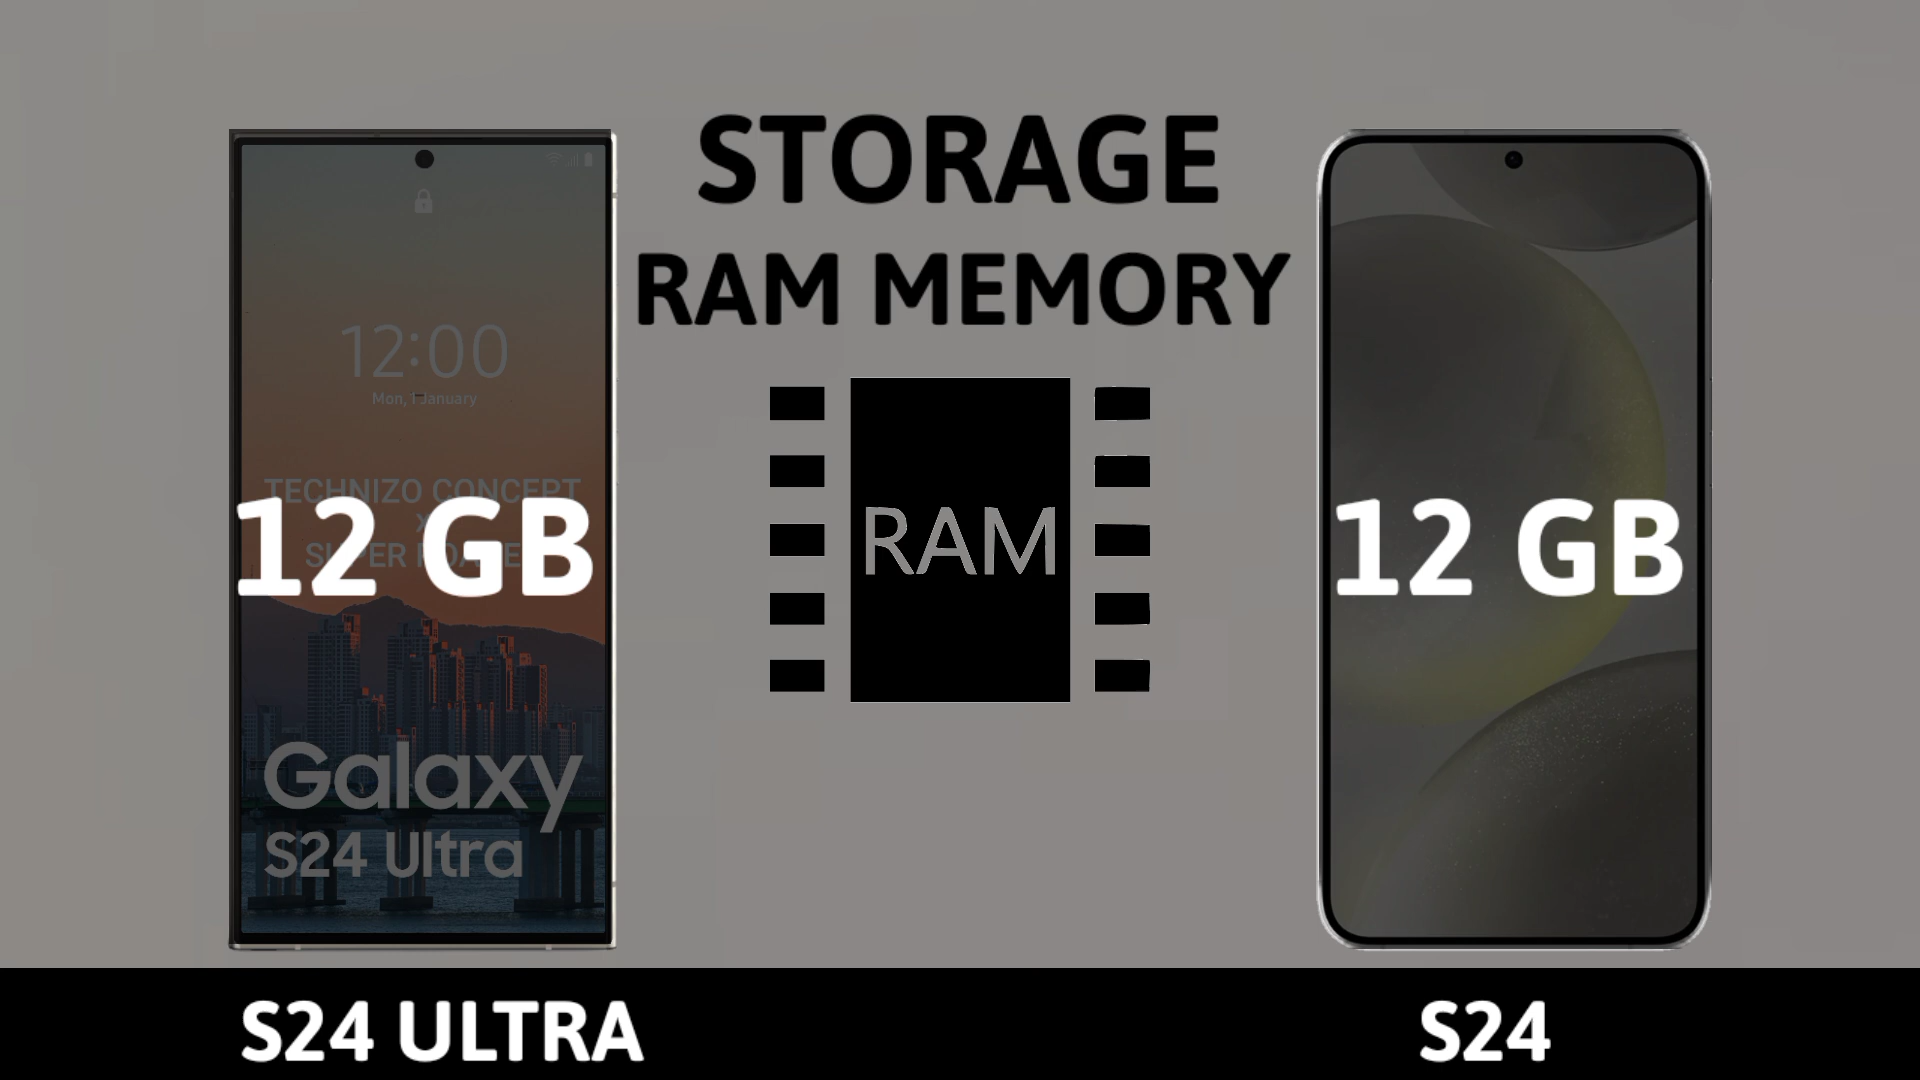 STORAGE
RAM MEMORY
12:00
Mon, 1 January
TECHNIZO CONCEPT
X
12 GB
RAM
12 GB
Galaxy
S24 Ultra
S24 ULTRA
S24